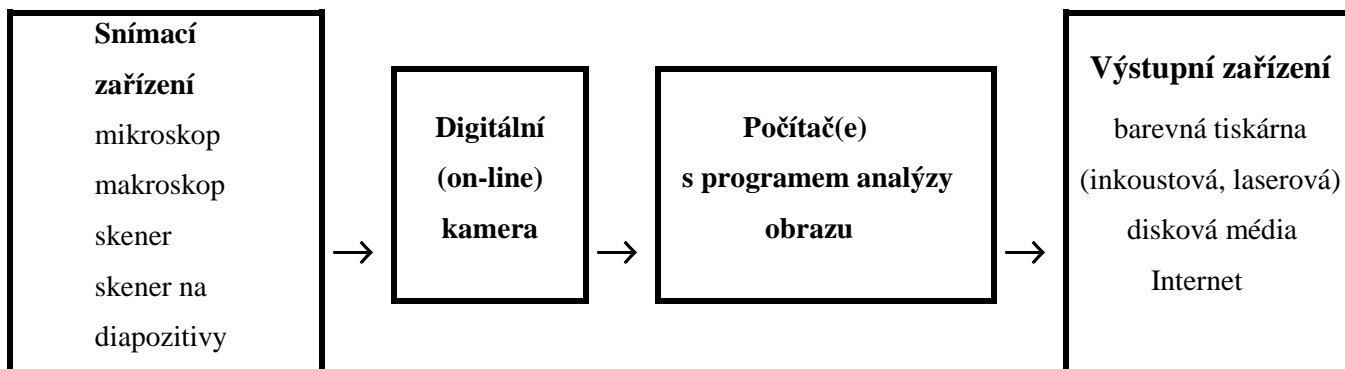 Snímací
zařízení
mikroskop
makroskop
skener
skener na
diapozitivy
Digitální
(on-line)
kamera
Počítač(e)
s programem analýzy
obrazu
Výstupní zařízení
barevná tiskárna
(inkoustová, laserová)
disková média
Internet